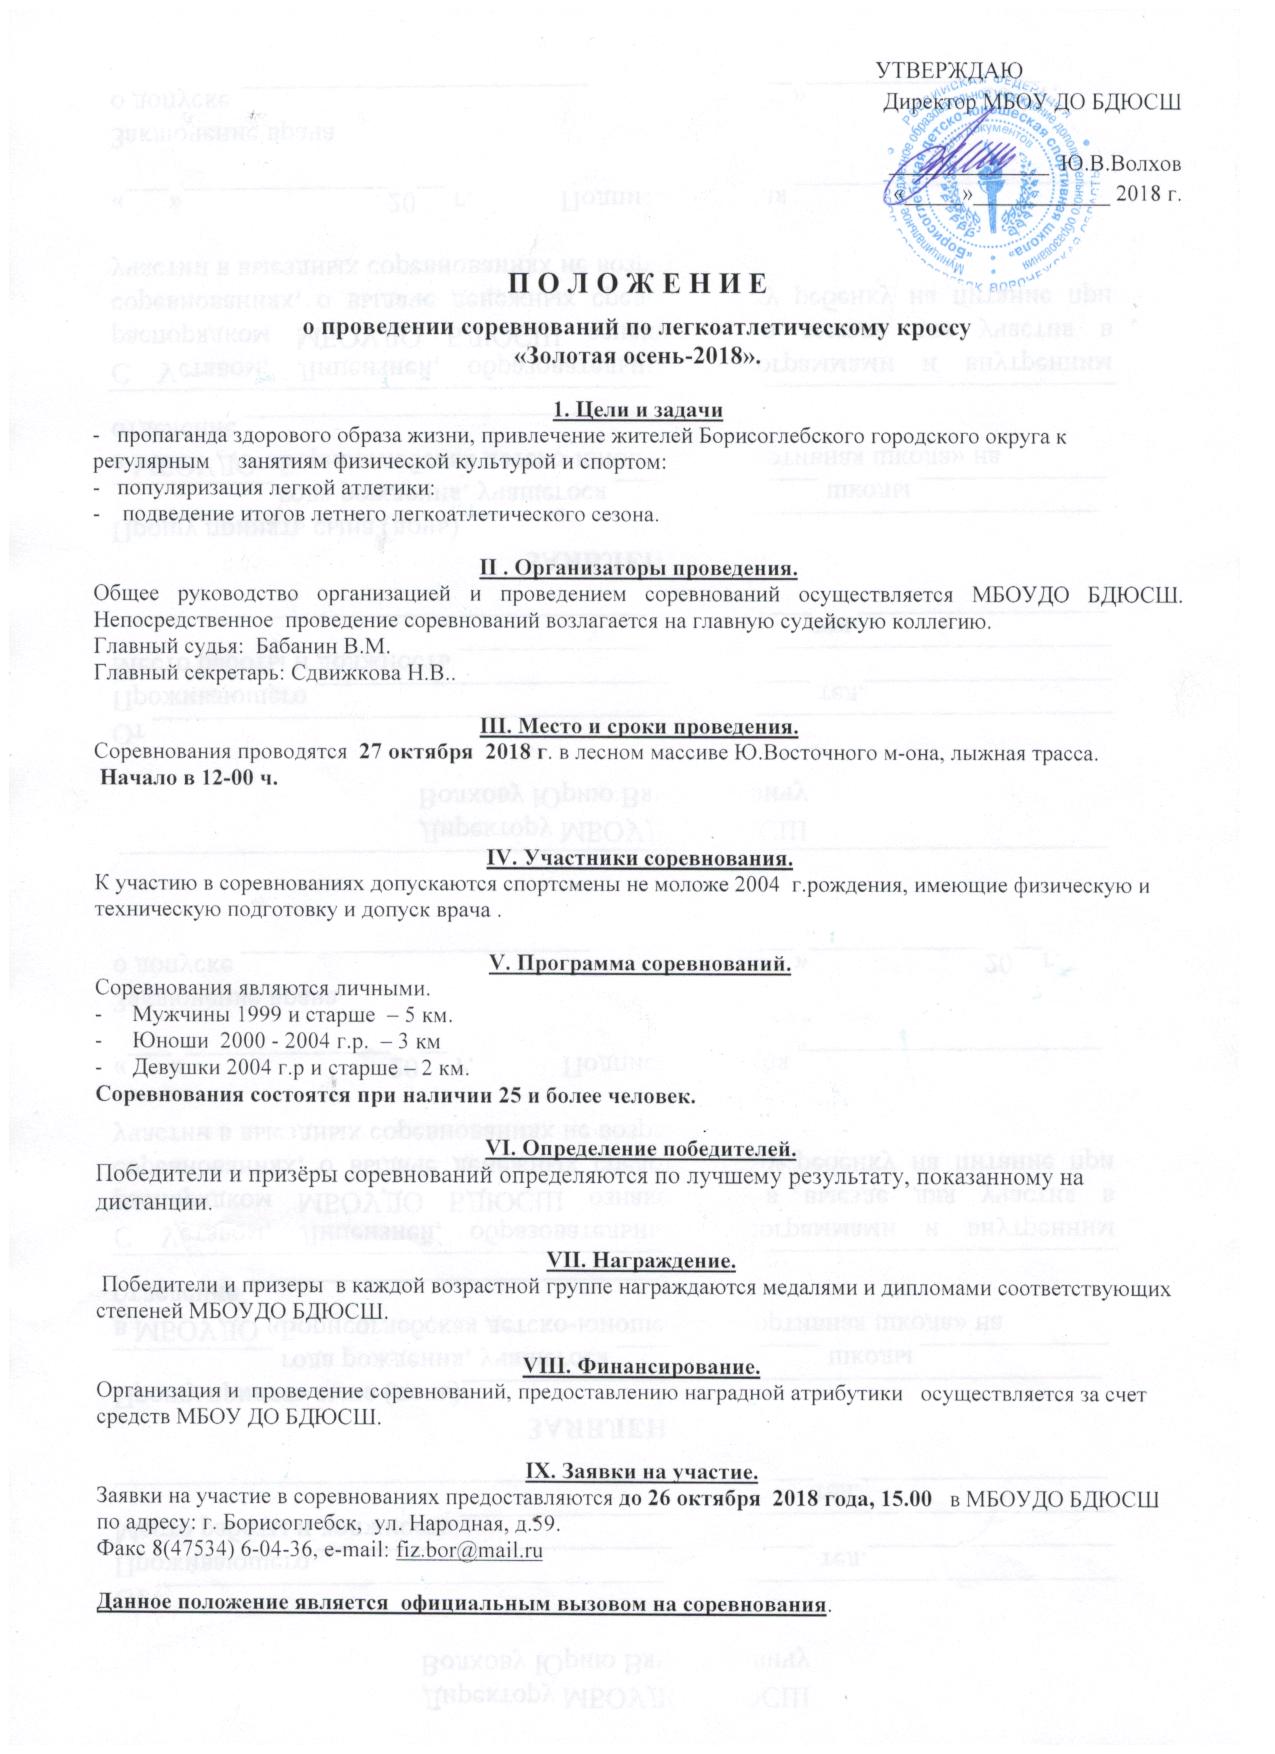 УТВЕРЖДАЮ
Директор МБОУ ДО БДЮСШ
______________ Ю.В.Волхов
«_____»____________ 2018 г.
П О Л О Ж Е Н И Е
о проведении соревнований по легкоатлетическому кроссу
«Золотая осень-2018».
1. Цели и задачи
- пропаганда здорового образа жизни, привлечение жителей Борисоглебского городского округа к
регулярным занятиям физической культурой и спортом:
- популяризация легкой атлетики:
- подведение итогов летнего легкоатлетического сезона.
II . Организаторы проведения.
Общее руководство организацией и проведением соревнований осуществляется МБОУДО БДЮСШ.
Непосредственное проведение соревнований возлагается на главную судейскую коллегию.
Главный судья: Бабанин В.М.
Главный секретарь: Сдвижкова Н.В..
III. Место и сроки проведения.
Соревнования проводятся 27 октября 2018 г. в лесном массиве Ю.Восточного м-она, лыжная трасса.
Начало в 12-00 ч.
IV. Участники соревнования.
К участию в соревнованиях допускаются спортсмены не моложе 2004 г.рождения, имеющие физическую и
техническую подготовку и допуск врача .
V. Программа соревнований.
Соревнования являются личными.
- Мужчины 1999 и старше – 5 км.
- Юноши 2000 - 2004 г.р. – 3 км
- Девушки 2004 г.р и старше – 2 км.
Соревнования состоятся при наличии 25 и более человек.
VI. Определение победителей.
Победители и призёры соревнований определяются по лучшему результату, показанному на
дистанции.
VII. Награждение.
Победители и призеры в каждой возрастной группе награждаются медалями и дипломами соответствующих
степеней МБОУДО БДЮСШ.
VIII. Финансирование.
Организация и проведение соревнований, предоставлению наградной атрибутики осуществляется за счет
средств МБОУ ДО БДЮСШ.
IX. Заявки на участие.
Заявки на участие в соревнованиях предоставляются до 26 октября 2018 года, 15.00 в МБОУДО БДЮСШ
по адресу: г. Борисоглебск, ул. Народная, д.59.
Факс 8(47534) 6-04-36, e-mail: fiz.bor@mail.ru
Данное положение является официальным вызовом на соревнования.